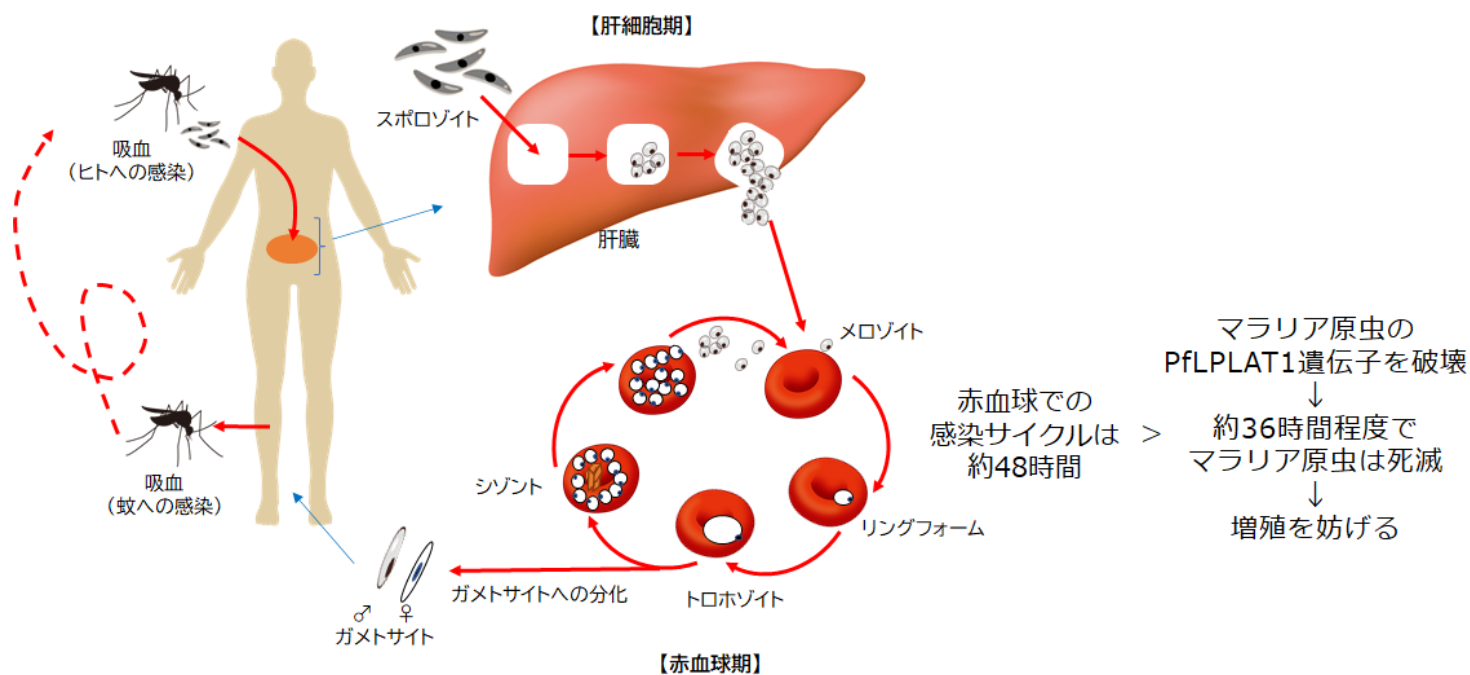 【肝細胞期】
スポロゾイト
吸血
(ヒトへの感染)
肝臓
メロゾイト
マラリア原虫の
PfLPLAT1遺伝子を破壊
↓
約36時間程度で
マラリア原虫は死滅
↓
増殖を妨げる
赤血球での
感染サイクルは
約48時間
>
シゾント
吸血
(蚊への感染)
リングフォーム
トロホゾイト
ガメトサイトへの分化
♂ ♀
ガメトサイト
【赤血球期】